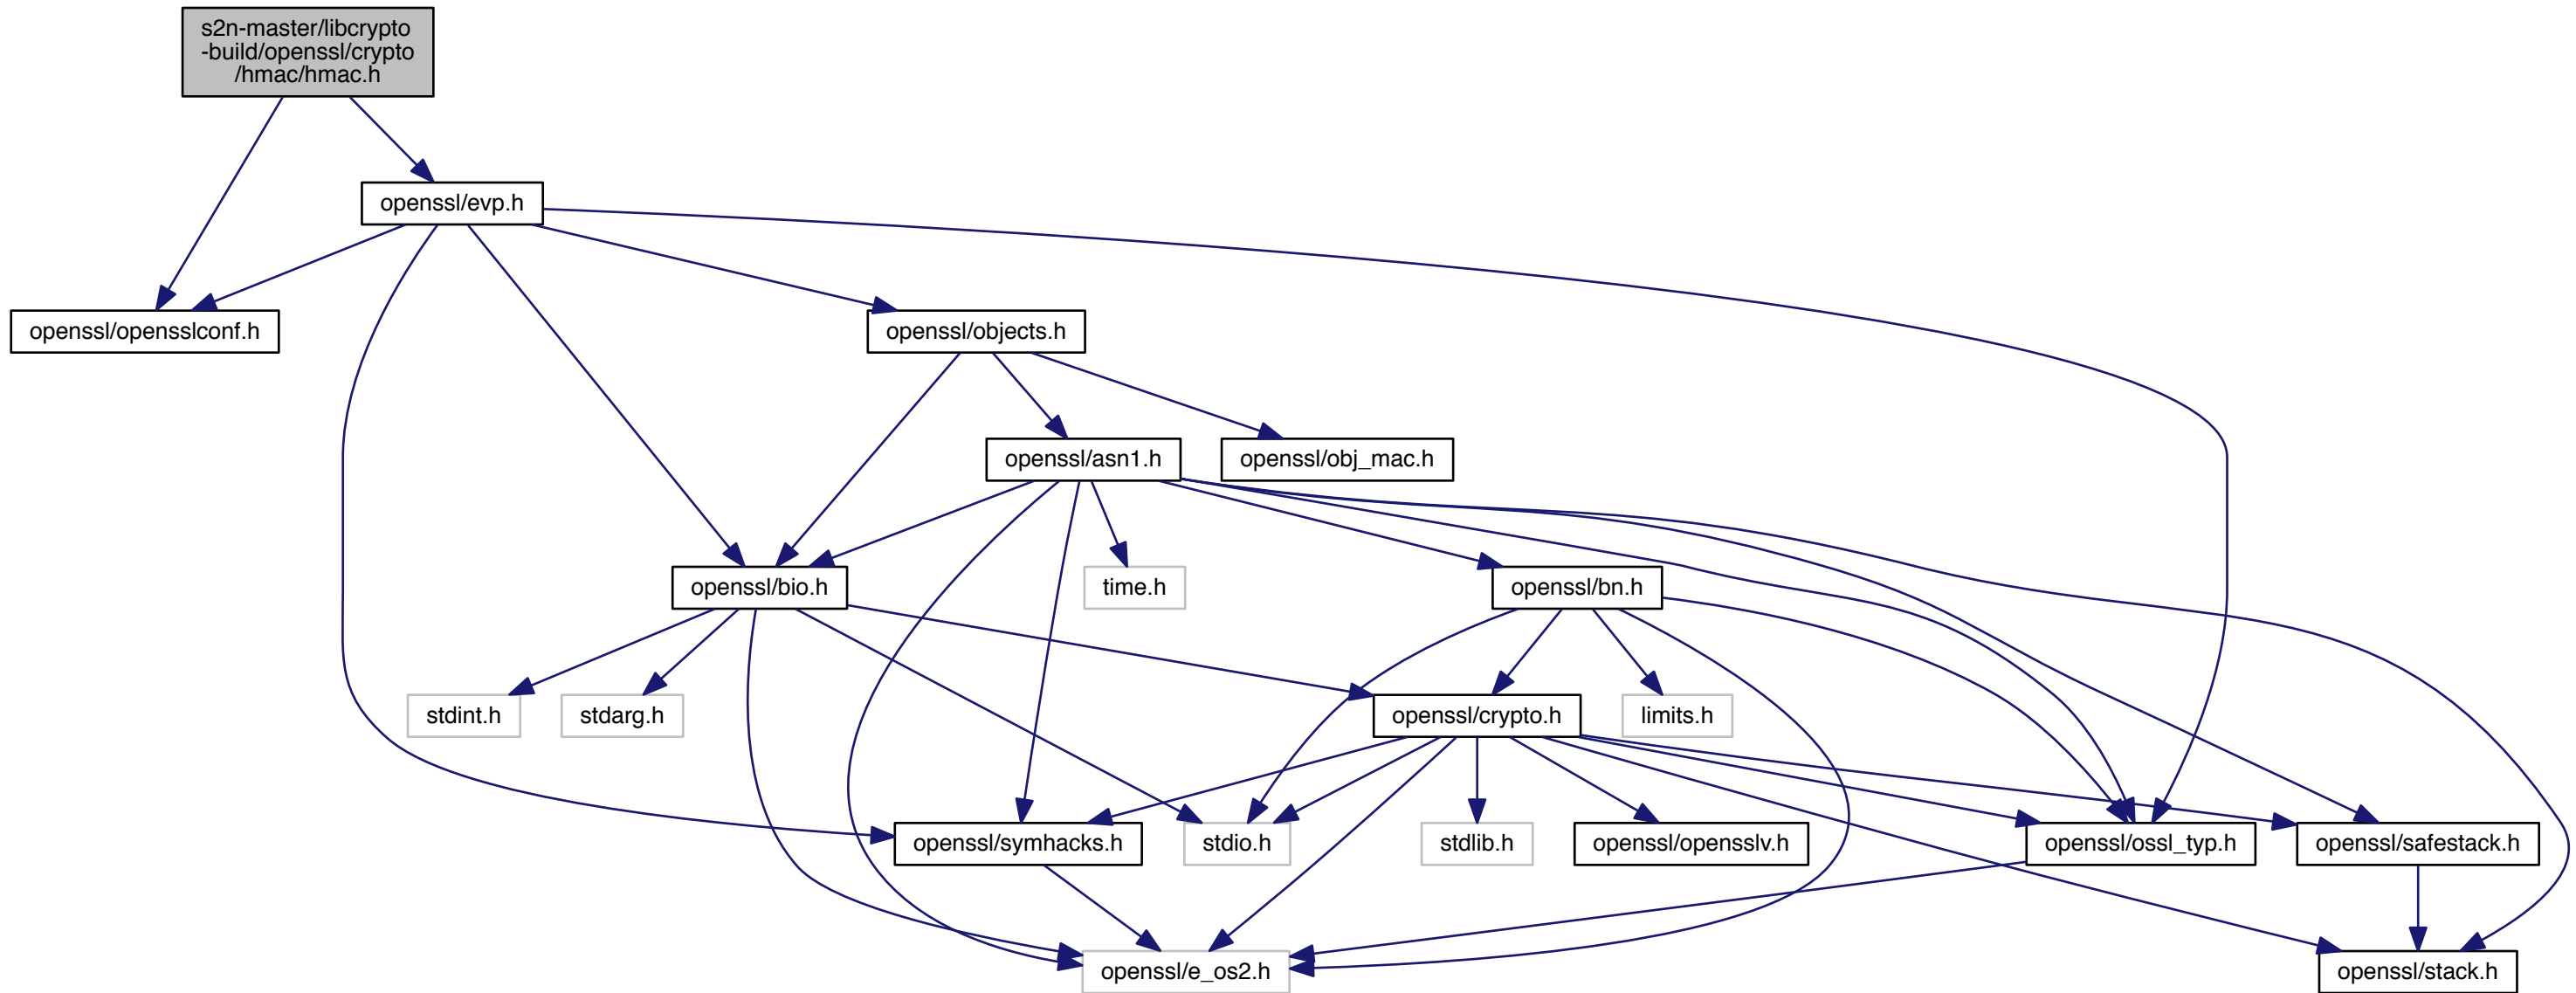 s2n-master/libcrypto
-build/openssl/crypto
/hmac/hmac.h
openssl/evp.h
openssl/opensslconf.h
openssl/objects.h
openssl/asn1.h
openssl/obj_mac.h
openssl/bio.h
time.h
openssl/bn.h
stdint.h
stdarg.h
openssl/crypto.h
limits.h
openssl/symhacks.h
stdio.h
stdlib.h
openssl/opensslv.h
openssl/ossl_typ.h
openssl/safestack.h
openssl/e_os2.h
openssl/stack.h